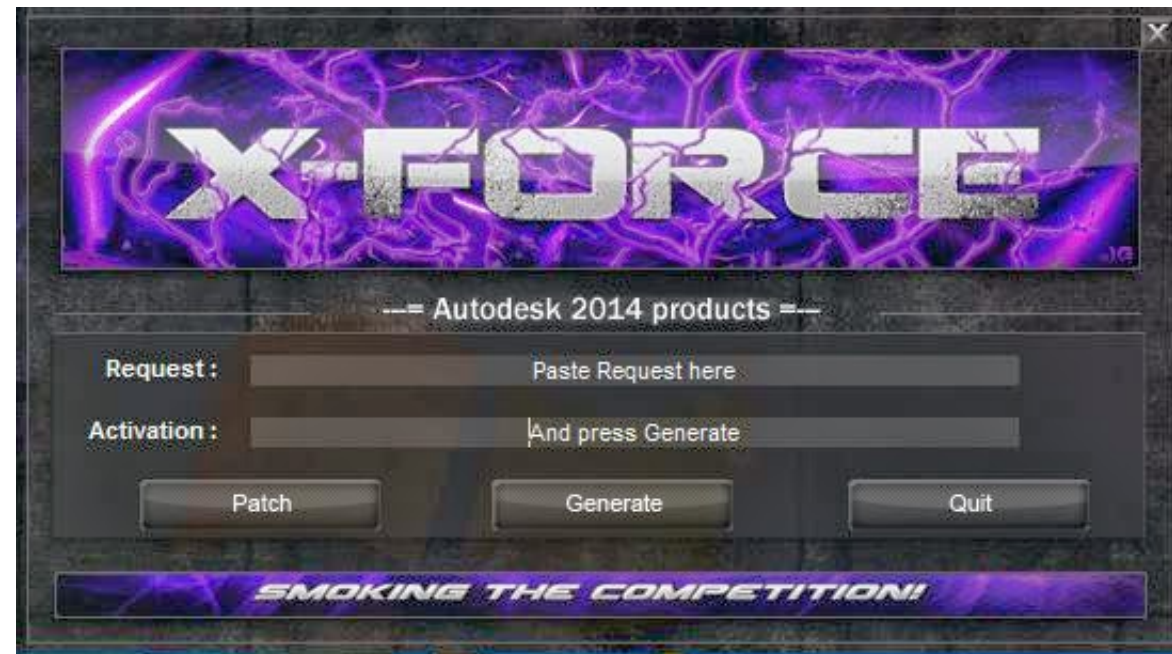 X
X-FORCE
.)G
---= Autodesk 2014 products =---
Request : Paste Request here
Activation : And press Generate
Patch Generate Quit
SMOKING THE COMPETITION!